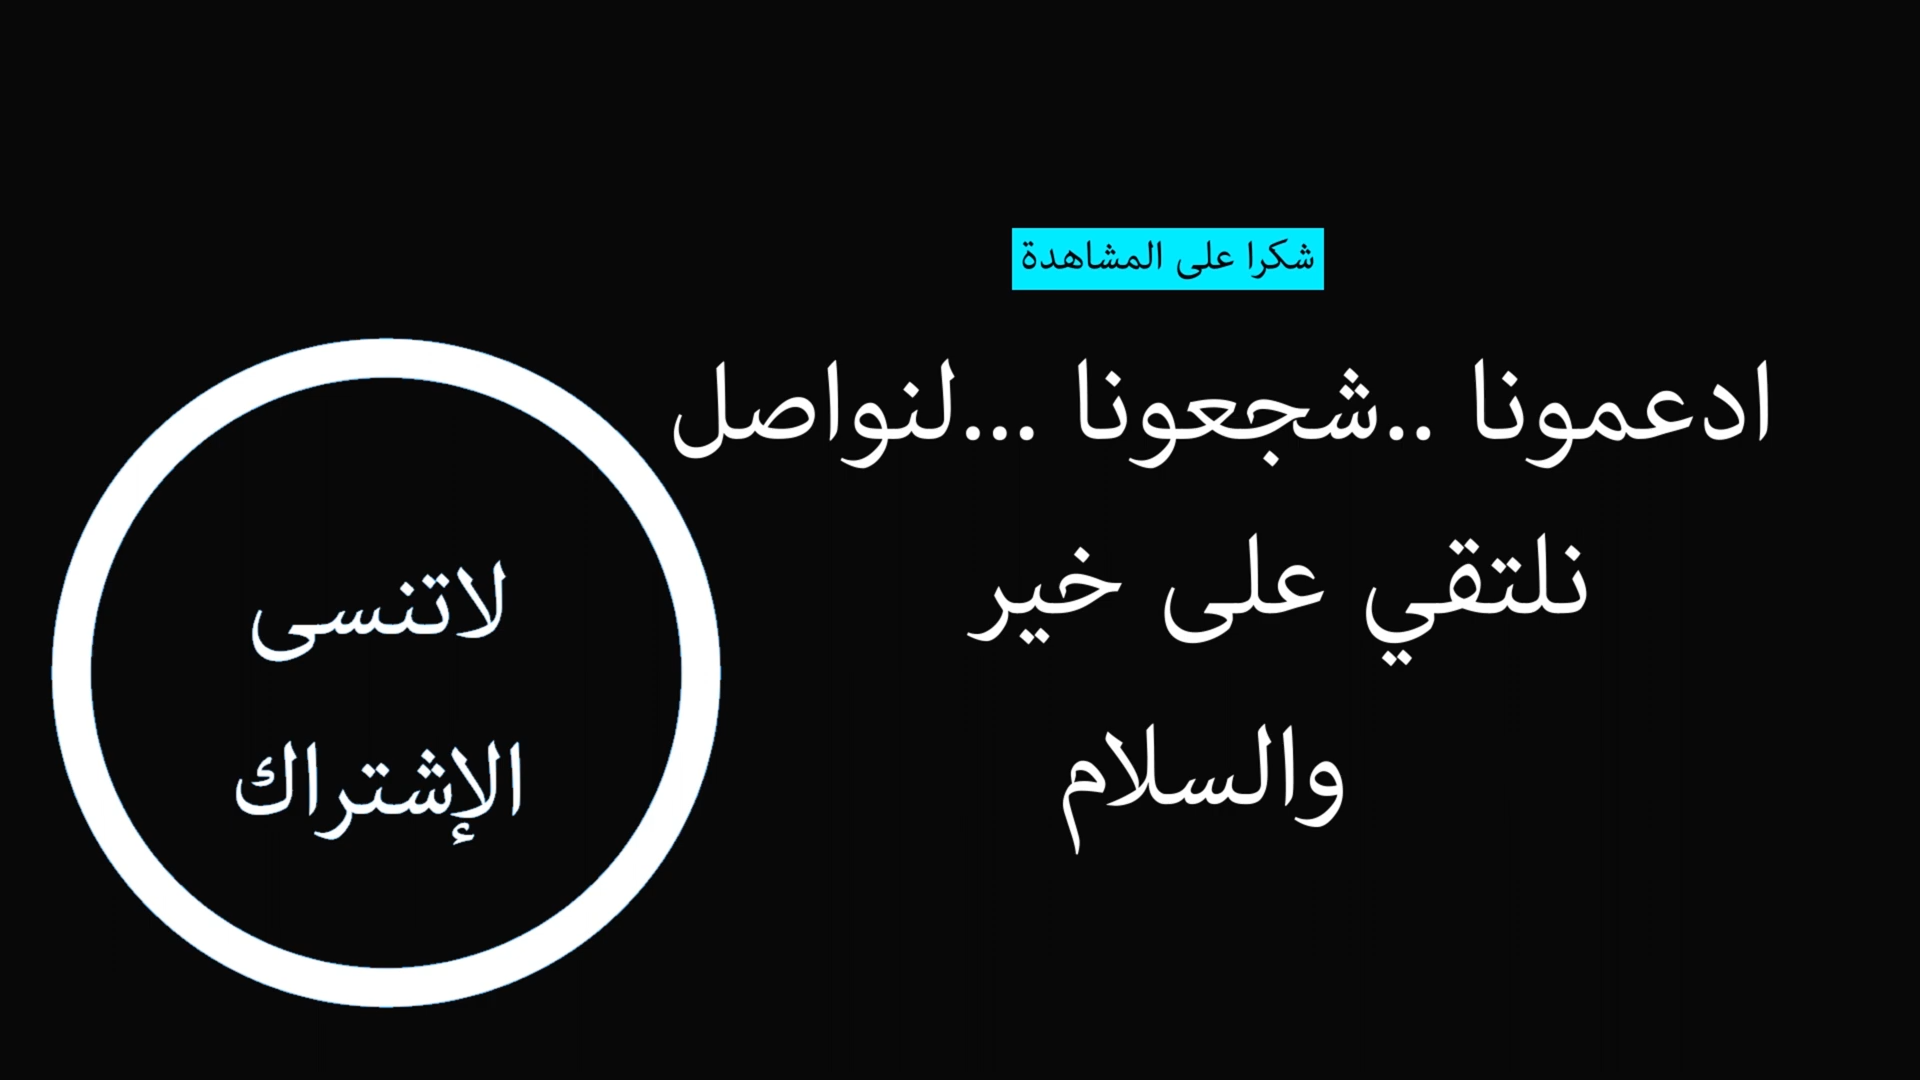 شكرا على المشاهدة
ادعمونا ..شجعونا ...لنواصل
نلتقي على خير
والسلام
لاتنسى
الإشتراك